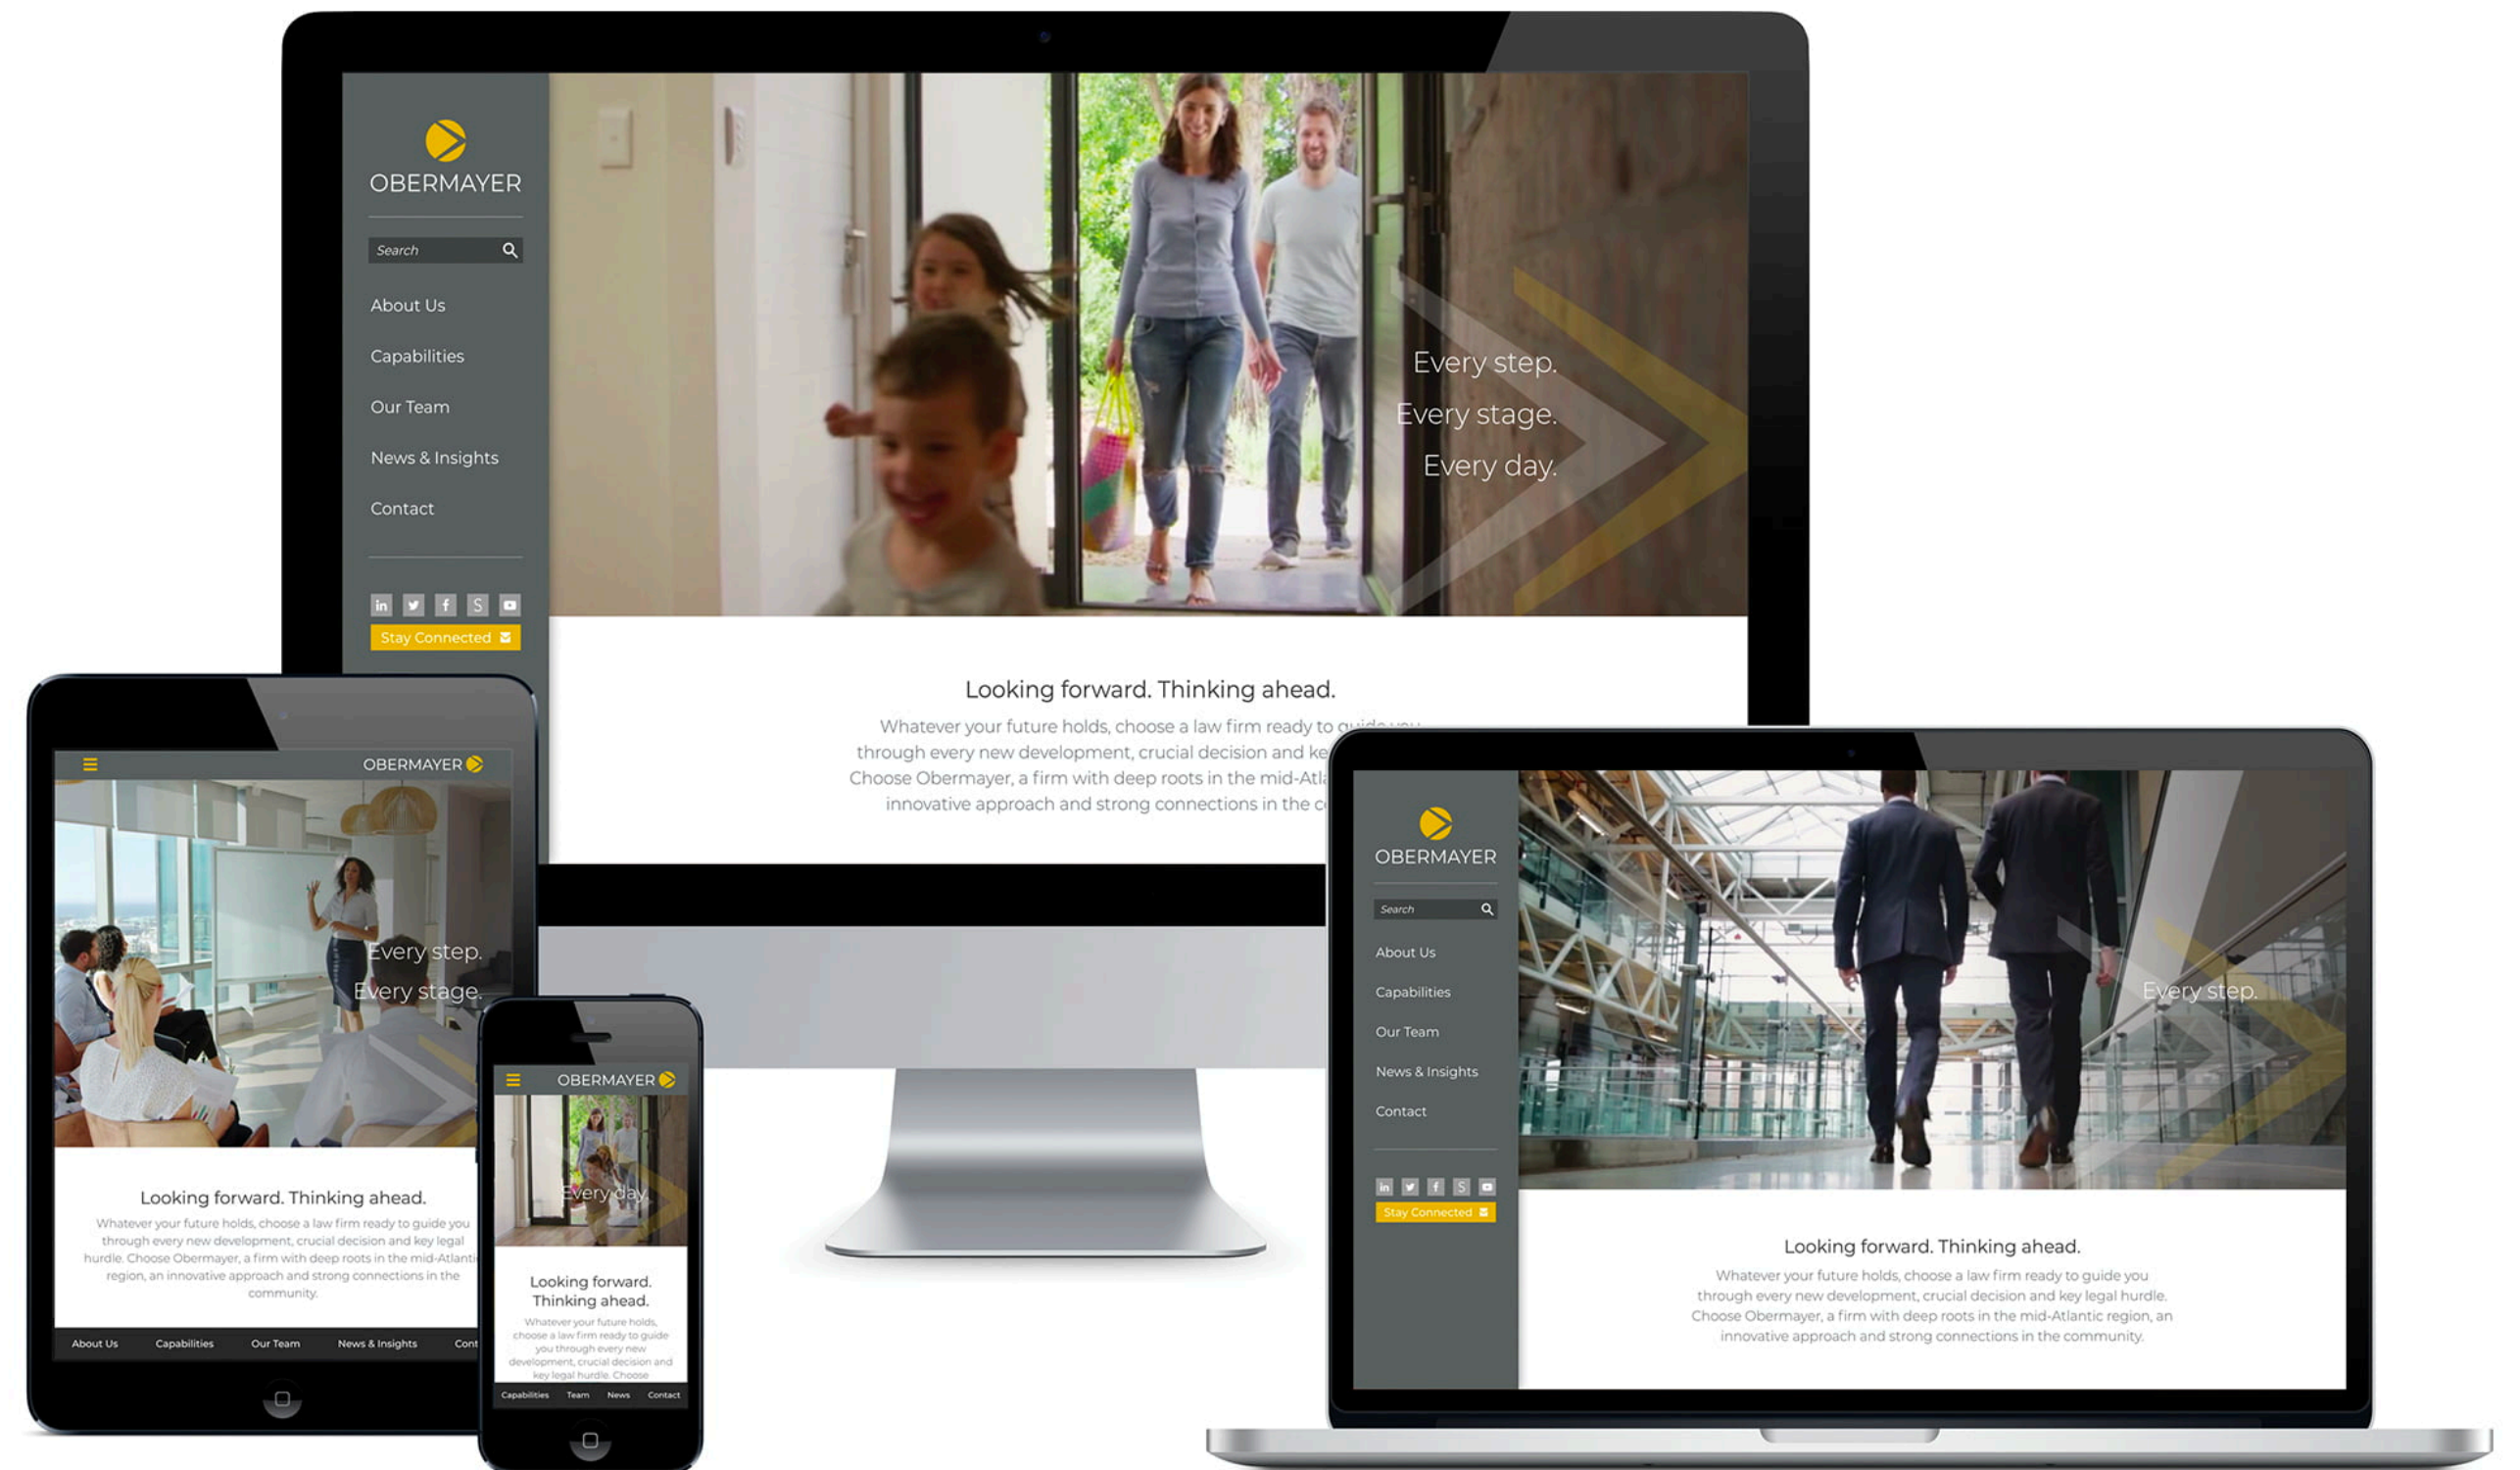 OBERMAYER
Search
About Us
Capabilities
Our Team
News & Insights
Contact
in f S
Stay Connected
Every step.
Every stage.
Every day.
Looking forward. Thinking ahead.
Whatever your future holds, choose a law firm ready to guide you
through every new development, crucial decision and
Choose Obermayer, a firm with deep roots in the
innovative approach and strong connections in the
OBERMAYER
Every step.
Every stage.
Looking forward. Thinking ahead.
Whatever your future holds, choose a law firm ready to guide you
through every new development, crucial decision and key legal
hurdle. Choose Obermayer, a firm with deep roots in the mid-Atlantic
region, an innovative approach and strong connections in the
community.
About Us Capabilities Our Team News & Insights
OBERMAYER
Every day.
Looking forward.
Thinking ahead.
Whatever your future holds,
choose a law firm ready to guide
you through every new
development, crucial decision and
key legal hurdle. Choose
Capabilities Team News Contact
OBERMAYER
Search
About Us
Capabilities
Our Team
News & Insights
Contact
in f S
Stay Connected
Every step.
Looking forward. Thinking ahead.
Whatever your future holds, choose a law firm ready to guide you
through every new development, crucial decision and key legal hurdle.
Choose Obermayer, a firm with deep roots in the mid-Atlantic region, an
innovative approach and strong connections in the community.